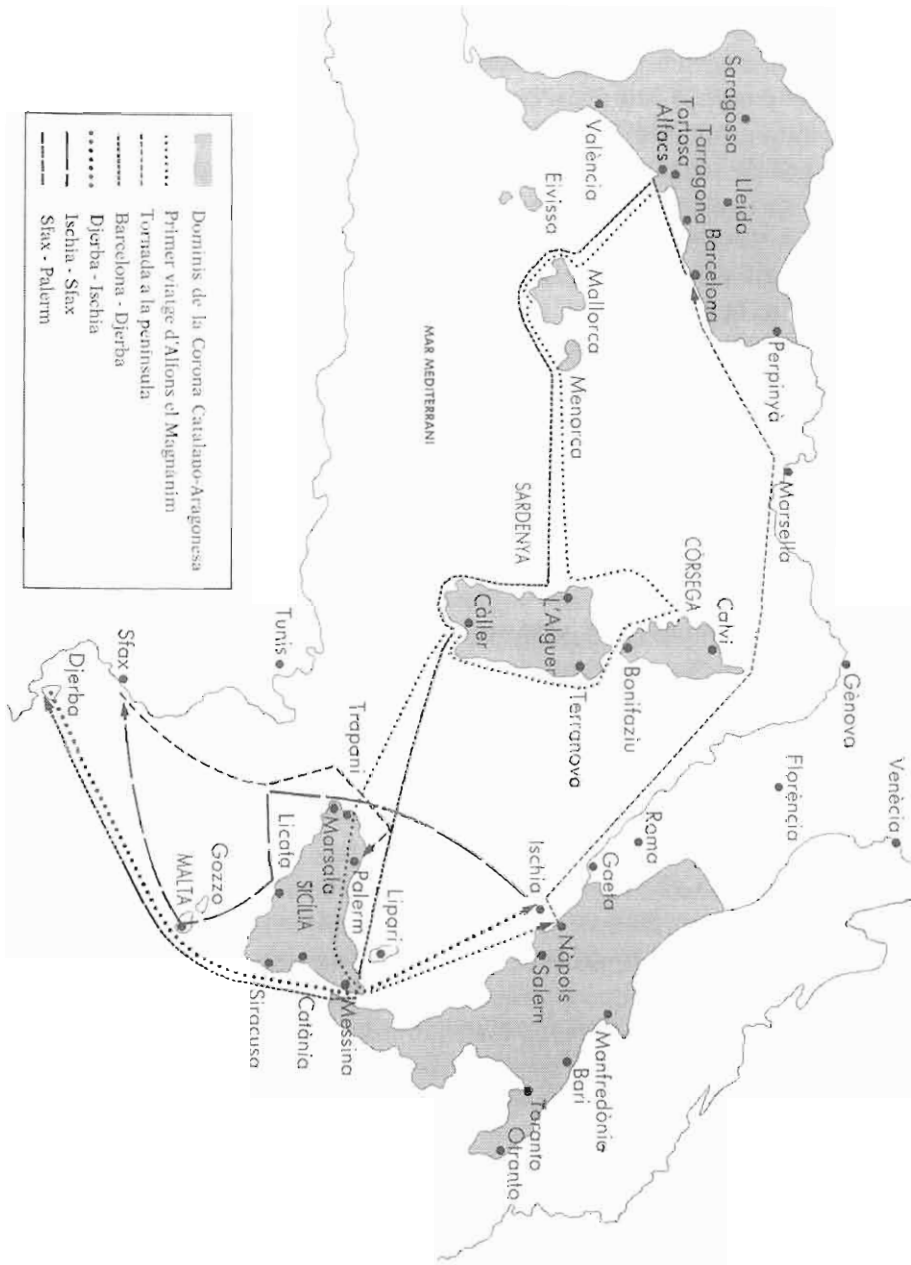 Saragossa
Lleida
Tarragona
Tortosa
Alfacs
Barcelona
Perpinyà
València
Eivissa
Mallorca
Menorca
MAR MEDITERRANI
Marsella
Gènova
Venècia
Florència
Roma
Gaeta
CÒRSEGA
Calvi
Bonifaziu
SARDENYA
L'Alguer
Terranova
Càller
Ischia
Nàpols
Salern
Manfredònia
Bari
Taranto
Otranto
Lipari
Trapani
Palerm
Marsala
SICÍLIA
Messina
Licata
Catània
Siracusa
Gozzo
MALTA
Tunis
Sfax
Djerba
Dominis de la Corona Catalano-Aragonesa
Primer viatge d'Alfons el Magnànim
Tornada a la península
Barcelona - Djerba
Djerba - Ischia
Ischia - Sfax
Sfax - Palerm